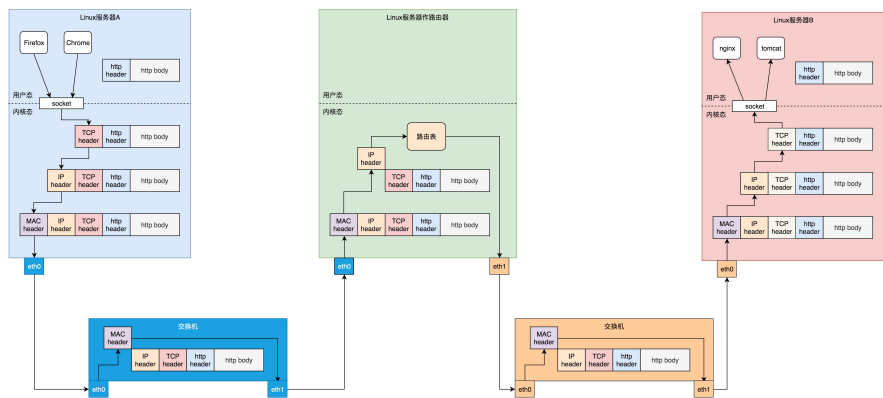 Linux服务器A
Firefox
Chrome
http
header
http body
用户态
socket
内核态
TCP
header
http
header
http body
IP
header
TCP
header
http
header
http body
MAC
header
IP
header
TCP
header
http
header
http body
eth0
交换机
MAC
header
IP
header
TCP
header
http
header
http body
eth0
eth1
Linux服务器作路由器
用户态
内核态
路由表
IP
header
TCP
header
http
header
http body
MAC
header
IP
header
TCP
header
http
header
http body
eth0
eth1
交换机
MAC
header
IP
header
TCP
header
http
header
http body
eth0
eth1
Linux服务器B
nginx
tomcat
http
header
http body
用户态
socket
内核态
TCP
header
http
header
http body
IP
header
TCP
header
http
header
http body
MAC
header
IP
header
TCP
header
http
header
http body
eth0